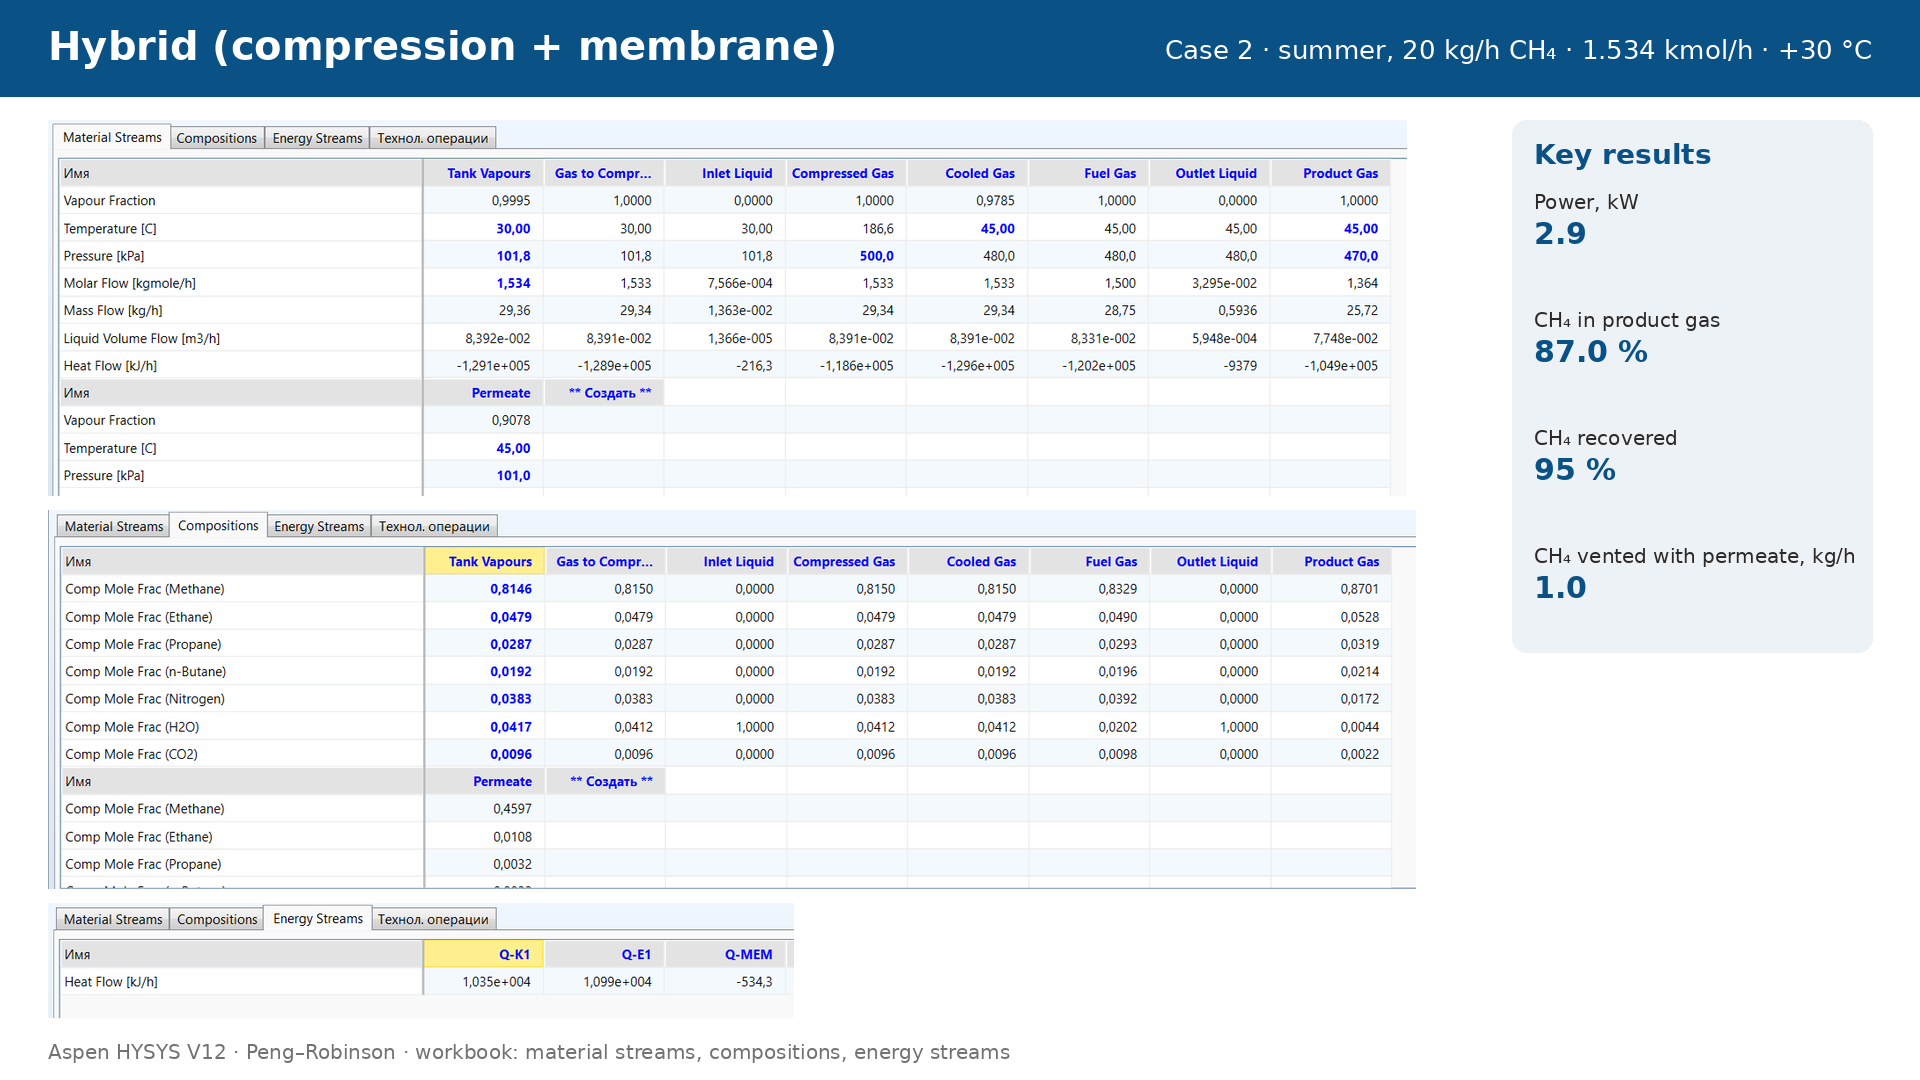 Hybrid (compression + membrane)
Case 2 · summer, 20 kg/h CH₄ · 1.534 kmol/h · +30 °C
Material Streams Compositions Energy Streams Технол. операции
Имя Tank Vapours Gas to Compr... Inlet Liquid Compressed Gas Cooled Gas Fuel Gas Outlet Liquid Product Gas
Vapour Fraction 0,9995 1,0000 0,0000 1,0000 0,9785 1,0000 0,0000 1,0000
Temperature [C] 30,00 30,00 30,00 186,6 45,00 45,00 45,00 45,00
Pressure [kPa] 101,8 101,8 101,8 500,0 480,0 480,0 480,0 470,0
Molar Flow [kgmole/h] 1,534 1,533 7,566e-004 1,533 1,533 1,500 3,295e-002 1,364
Mass Flow [kg/h] 29,36 29,34 1,363e-002 29,34 29,34 28,75 0,5936 25,72
Liquid Volume Flow [m3/h] 8,392e-002 8,391e-002 1,366e-005 8,391e-002 8,391e-002 8,331e-002 5,948e-004 7,748e-002
Heat Flow [kJ/h] -1,291e+005 -1,289e+005 -216,3 -1,186e+005 -1,296e+005 -1,202e+005 -9379 -1,049e+005
Имя Permeate ** Создать **
Vapour Fraction 0,9078
Temperature [C] 45,00
Pressure [kPa] 101,0
Material Streams Compositions Energy Streams Технол. операции
Имя Tank Vapours Gas to Compr... Inlet Liquid Compressed Gas Cooled Gas Fuel Gas Outlet Liquid Product Gas
Comp Mole Frac (Methane) 0,8146 0,8150 0,0000 0,8150 0,8150 0,8329 0,0000 0,8701
Comp Mole Frac (Ethane) 0,0479 0,0479 0,0000 0,0479 0,0479 0,0490 0,0000 0,0528
Comp Mole Frac (Propane) 0,0287 0,0287 0,0000 0,0287 0,0287 0,0293 0,0000 0,0319
Comp Mole Frac (n-Butane) 0,0192 0,0192 0,0000 0,0192 0,0192 0,0196 0,0000 0,0214
Comp Mole Frac (Nitrogen) 0,0383 0,0383 0,0000 0,0383 0,0383 0,0392 0,0000 0,0172
Comp Mole Frac (H2O) 0,0417 0,0412 1,0000 0,0412 0,0412 0,0202 1,0000 0,0044
Comp Mole Frac (CO2) 0,0096 0,0096 0,0000 0,0096 0,0096 0,0098 0,0000 0,0022
Имя Permeate ** Создать **
Comp Mole Frac (Methane) 0,4597
Comp Mole Frac (Ethane) 0,0108
Comp Mole Frac (Propane) 0,0032
Material Streams Compositions Energy Streams Технол. операции
Имя Q-K1 Q-E1 Q-MEM
Heat Flow [kJ/h] 1,035e+004 1,099e+004 -534,3
Key results
Power, kW
2.9
CH₄ in product gas
87.0 %
CH₄ recovered
95 %
CH₄ vented with permeate, kg/h
1.0
Aspen HYSYS V12 · Peng–Robinson · workbook: material streams, compositions, energy streams